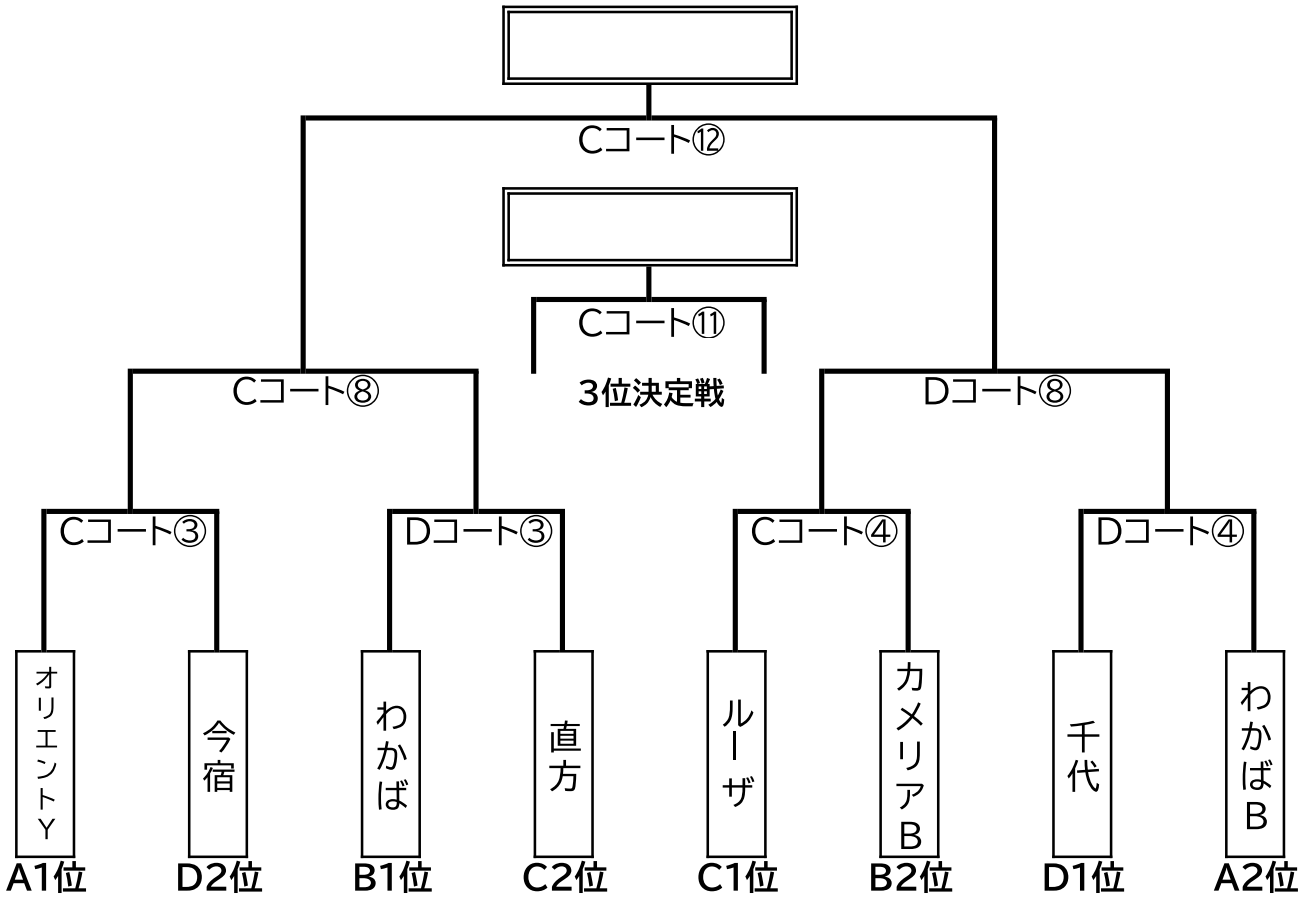 Cコート⑫
Cコート⑪
3位決定戦
Cコート⑧
Dコート⑧
Cコート③
Dコート③
Cコート④
Dコート④
オリエントY
今宿
わかば
直方
ルーザ
カメリアB
千代
わかばB
A1位
D2位
B1位
C2位
C1位
B2位
D1位
A2位